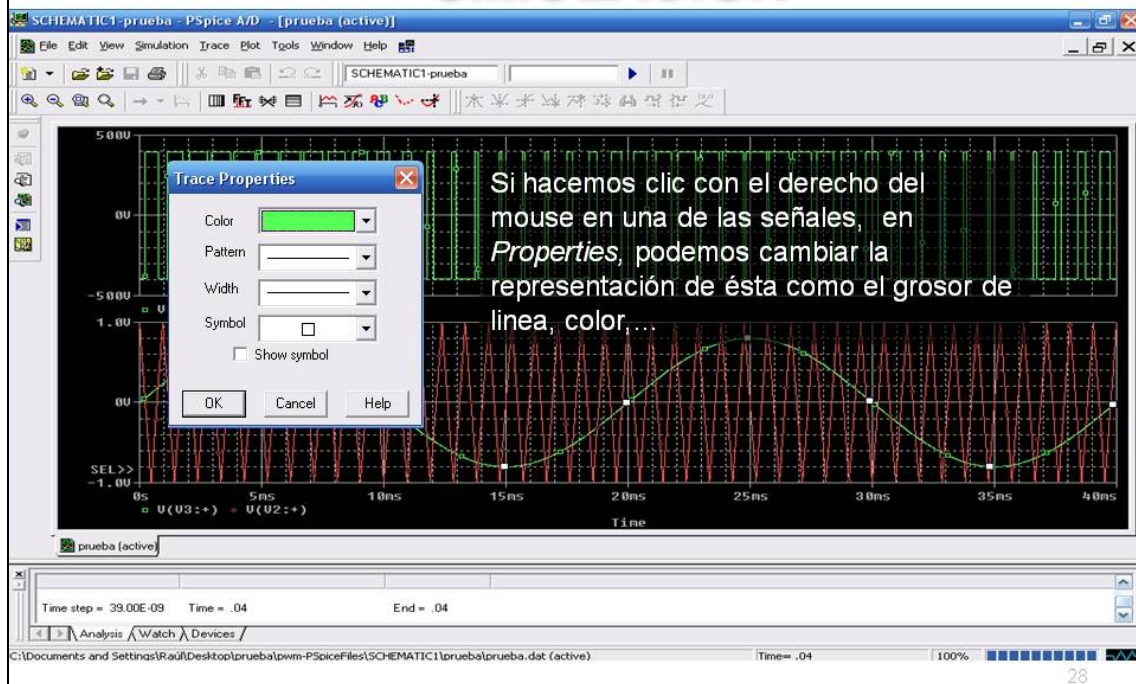 SCHEMATIC1-prueba - PSpice A/D - [prueba (active)]
File Edit View Simulation Trace Plot Tools Window Help
SCHEMATIC1-prueba
500V
0V
-500V
1.0V
0V
SEL>>
-1.0V
0s 5ms 10ms 15ms 20ms 25ms 30ms 35ms 40ms
V(V3:+) V(V2:+)
Time
Trace Properties
Color
Pattern
Width
Symbol
Show symbol
OK Cancel Help
Si hacemos clic con el derecho del
mouse en una de las señales, en
Properties, podemos cambiar la
representación de ésta como el grosor de
linea, color,...
prueba (active)
Time step = 39.00E-09 Time = .04 End = .04
Analysis Watch Devices
C:\Documents and Settings\Raúl\Desktop\prueba\pwm-PSpiceFiles\SCHEMATIC1\prueba\prueba.dat (active) Time= .04 100%
28